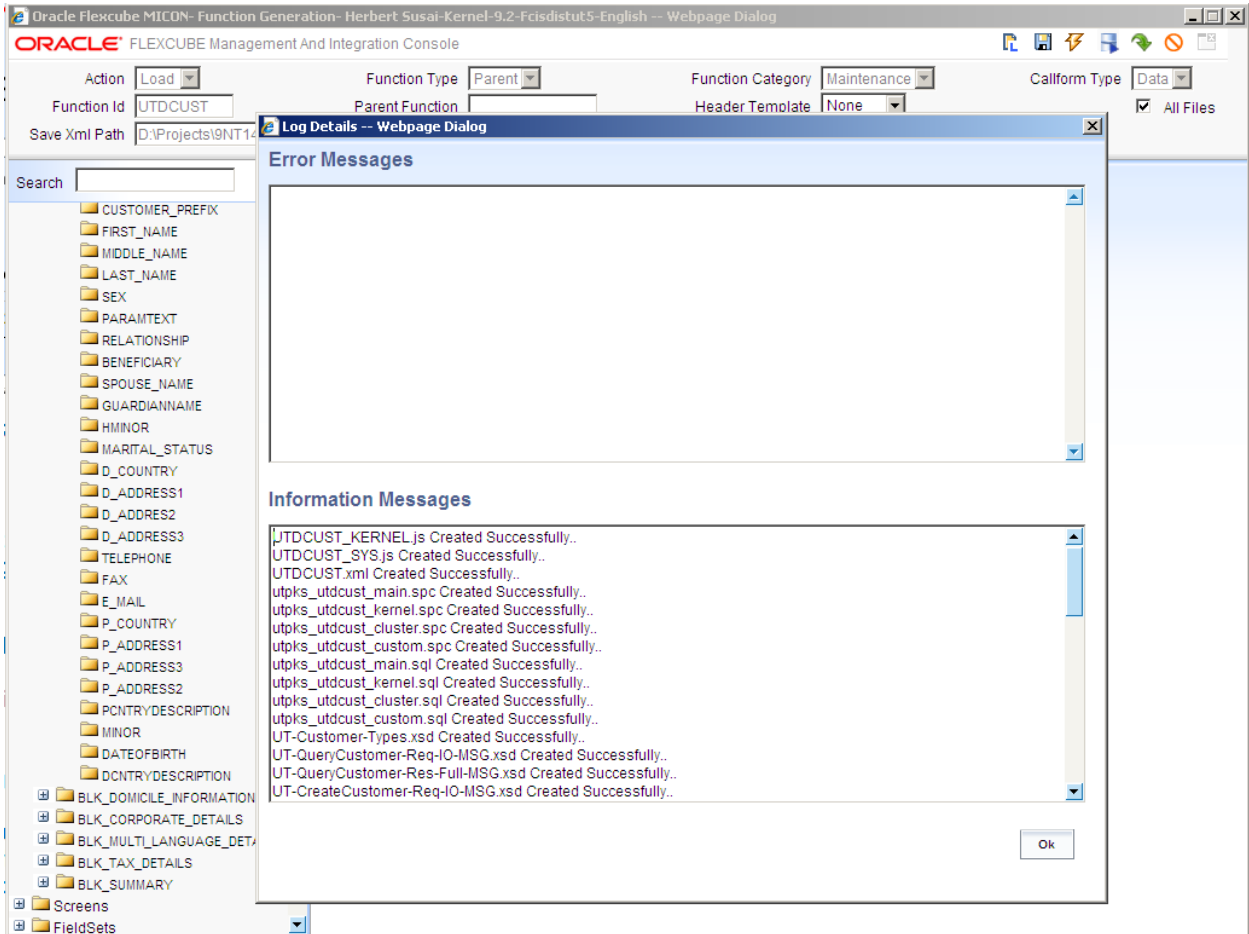 Oracle Flexcube MICON- Function Generation- Herbert Susai-Kernel-9.2-Fcisdistut5-English -- Webpage Dialog
ORACLE FLEXCUBE Management And Integration Console
Action Load Function Type Parent Function Category Maintenance Callform Type Data
Function Id UTDCUST Parent Function Header Template None All Files
Save Xml Path D:\Projects\9NT14
Log Details -- Webpage Dialog
Error Messages
Search
CUSTOMER_PREFIX
FIRST_NAME
MIDDLE_NAME
LAST_NAME
SEX
PARAMTEXT
RELATIONSHIP
BENEFICIARY
SPOUSE_NAME
GUARDIANNAME
HMINOR
MARITAL_STATUS
D_COUNTRY
D_ADDRESS1
D_ADDRES2
D_ADDRESS3
TELEPHONE
FAX
E_MAIL
P_COUNTRY
P_ADDRESS1
P_ADDRESS3
P_ADDRESS2
PCNTRYDESCRIPTION
MINOR
DATEOFBIRTH
DCNTRYDESCRIPTION
BLK_DOMICILE_INFORMATION
BLK_CORPORATE_DETAILS
BLK_MULTI_LANGUAGE_DETA
BLK_TAX_DETAILS
BLK_SUMMARY
Screens
FieldSets
Information Messages
UTDCUST_KERNEL.js Created Successfully..
UTDCUST_SYS.js Created Successfully..
UTDCUST.xml Created Successfully..
utpks_utdcust_main.spc Created Successfully..
utpks_utdcust_kernel.spc Created Successfully..
utpks_utdcust_cluster.spc Created Successfully..
utpks_utdcust_custom.spc Created Successfully..
utpks_utdcust_main.sql Created Successfully..
utpks_utdcust_kernel.sql Created Successfully..
utpks_utdcust_cluster.sql Created Successfully..
utpks_utdcust_custom.sql Created Successfully..
UT-Customer-Types.xsd Created Successfully..
UT-QueryCustomer-Req-IO-MSG.xsd Created Successfully..
UT-QueryCustomer-Res-Full-MSG.xsd Created Successfully..
UT-CreateCustomer-Req-IO-MSG.xsd Created Successfully..
Ok